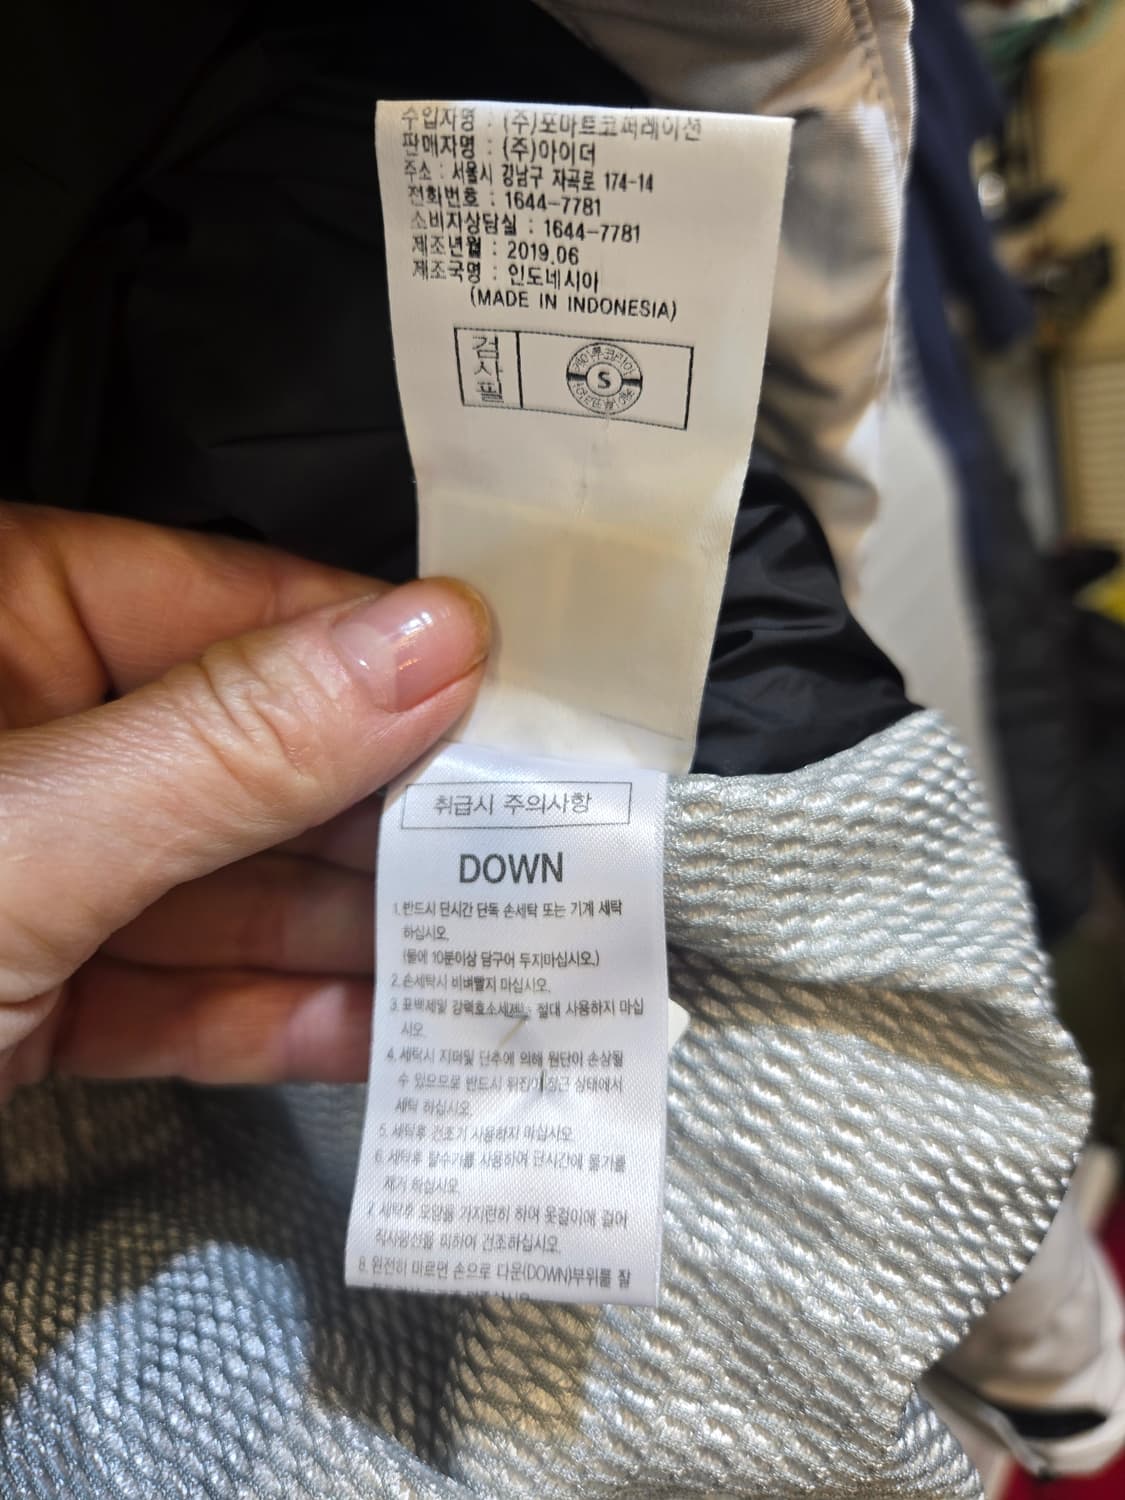 수입자명 : (주)포마트코퍼레이션
판매자명 : (주)아이더
주소 : 서울시 강남구 자곡로 174-14
전화번호 : 1644-7781
소비자상담실 : 1644-7781
제조년월 : 2019.06
제조국명 : 인도네시아
(MADE IN INDONESIA)
검사필
S
취급시 주의사항
DOWN
1. 반드시 단시간 단독 손세탁 또는 기계 세탁
하십시오.
(물에 10분이상 담구어 두지마십시오.)
2. 손세탁시 비벼빨지 마십시오.
3. 표백제및 강력효소세제는 절대 사용하지 마십
시오.
4. 세탁시 지퍼및 단추에 의해 원단이 손상될
수 있으므로 반드시 뒤집어 잠근 상태에서
세탁 하십시오.
5. 세탁후 건조기 사용하지 마십시오.
6. 세탁후 탈수기를 사용하여 단시간에 물기를
제거 하십시오.
7. 세탁후 모양을 가지런히 하여 옷걸이에 걸어
직사광선을 피하여 건조하십시오.
8. 완전히 마르면 손으로 다운(DOWN)부위를 잘